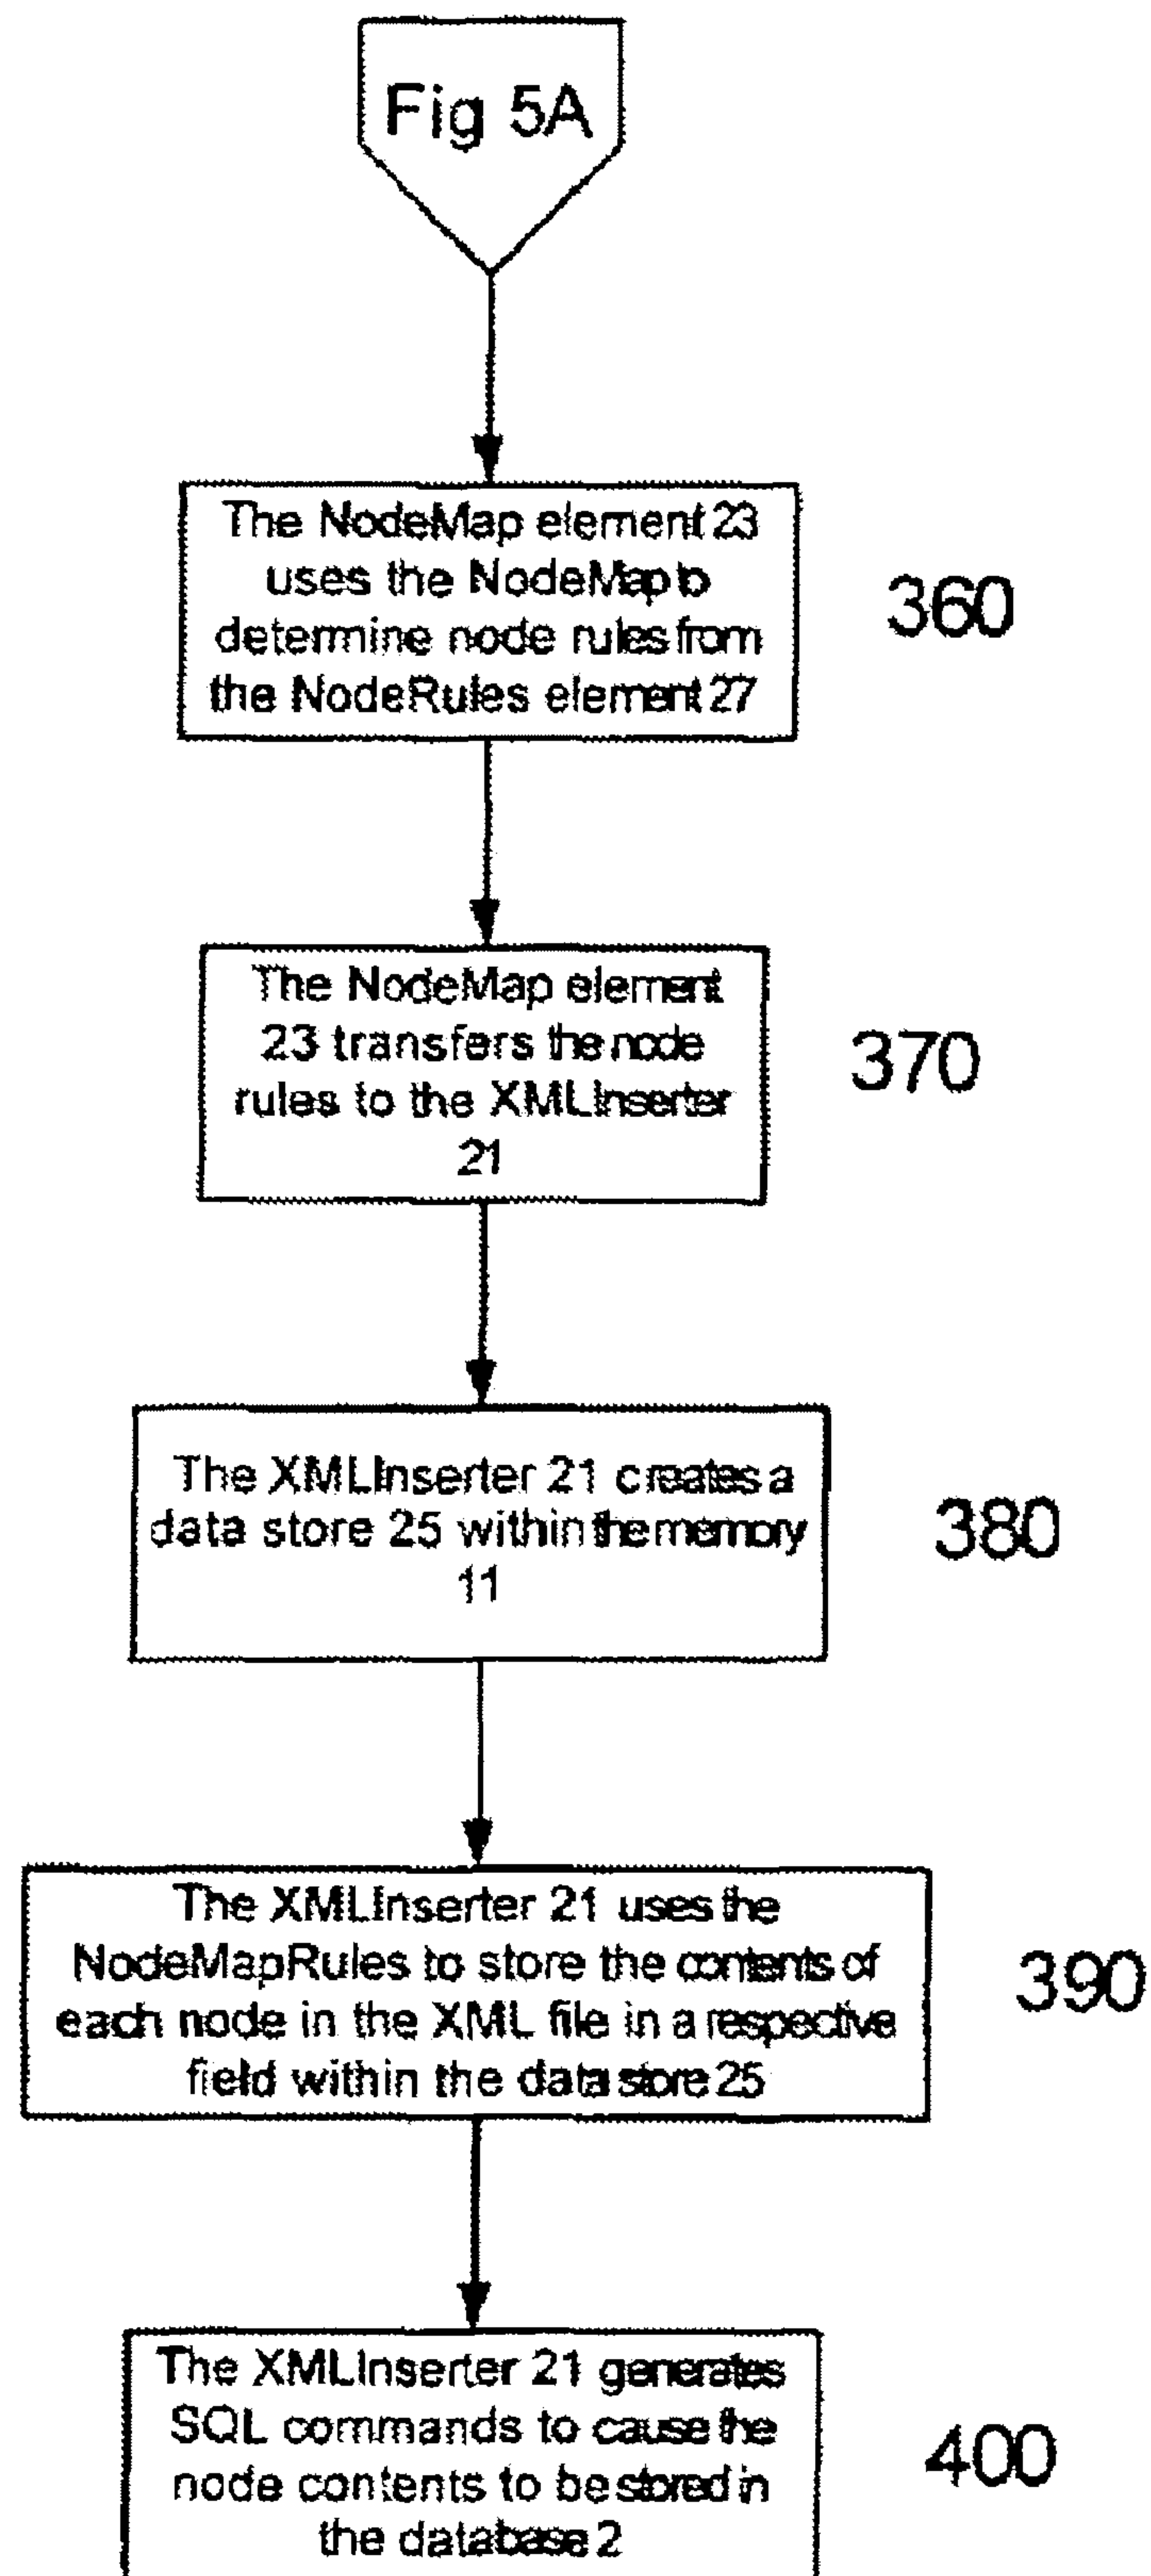 Fig 5A
The NodeMap element 23
uses the NodeMap to
determine node rules from
the NodeRules element 27
360
The NodeMap element
23 transfers the node
rules to the XMLInserter
21
370
The XMLInserter 21 creates a
data store 25 within the memory
11
380
The XMLInserter 21 uses the
NodeMapRules to store the contents of
each node in the XML file in a respective
field within the data store 25
390
The XMLInserter 21 generates
SQL commands to cause the
node contents to be stored in
the database 2
400